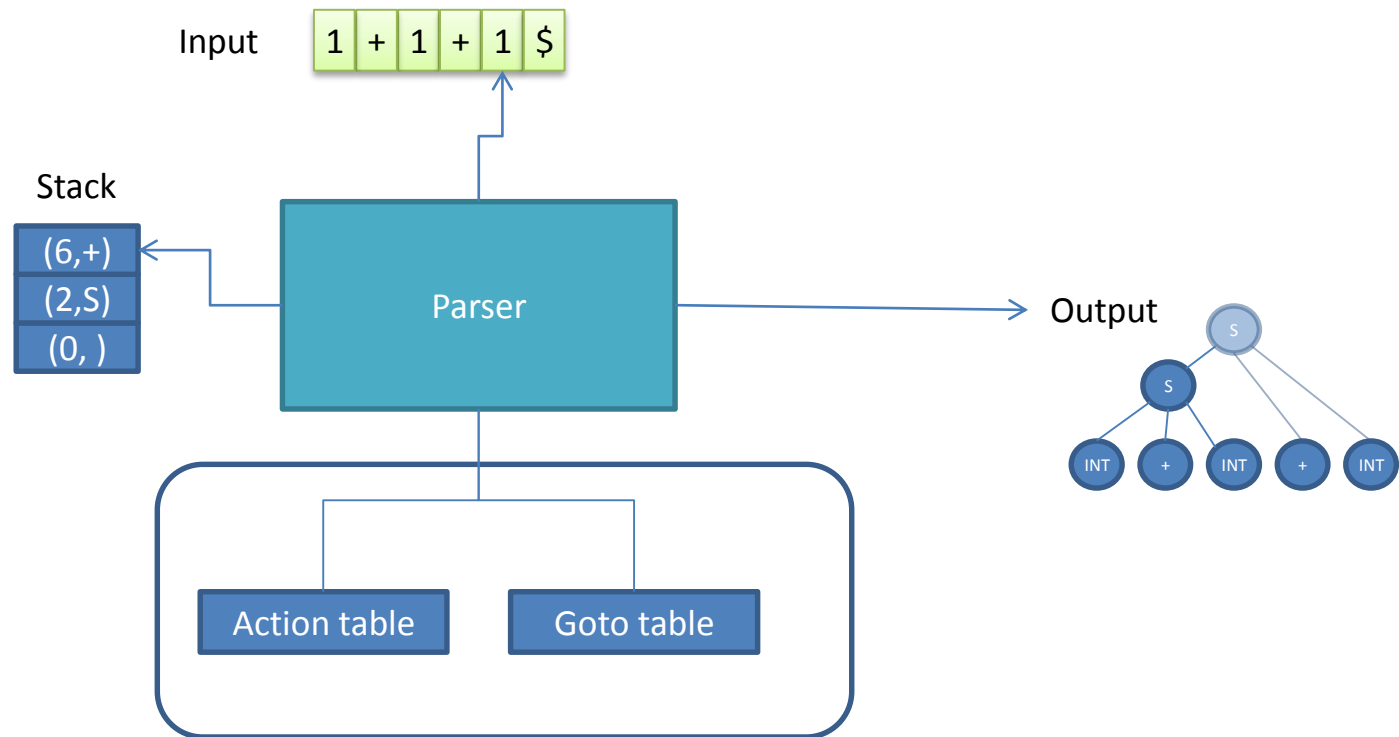 Input
1 + 1 + 1 $
Stack
(6,+)
(2,S)
(0, )
Parser
Output
S
S
INT + INT + INT
Action table
Goto table